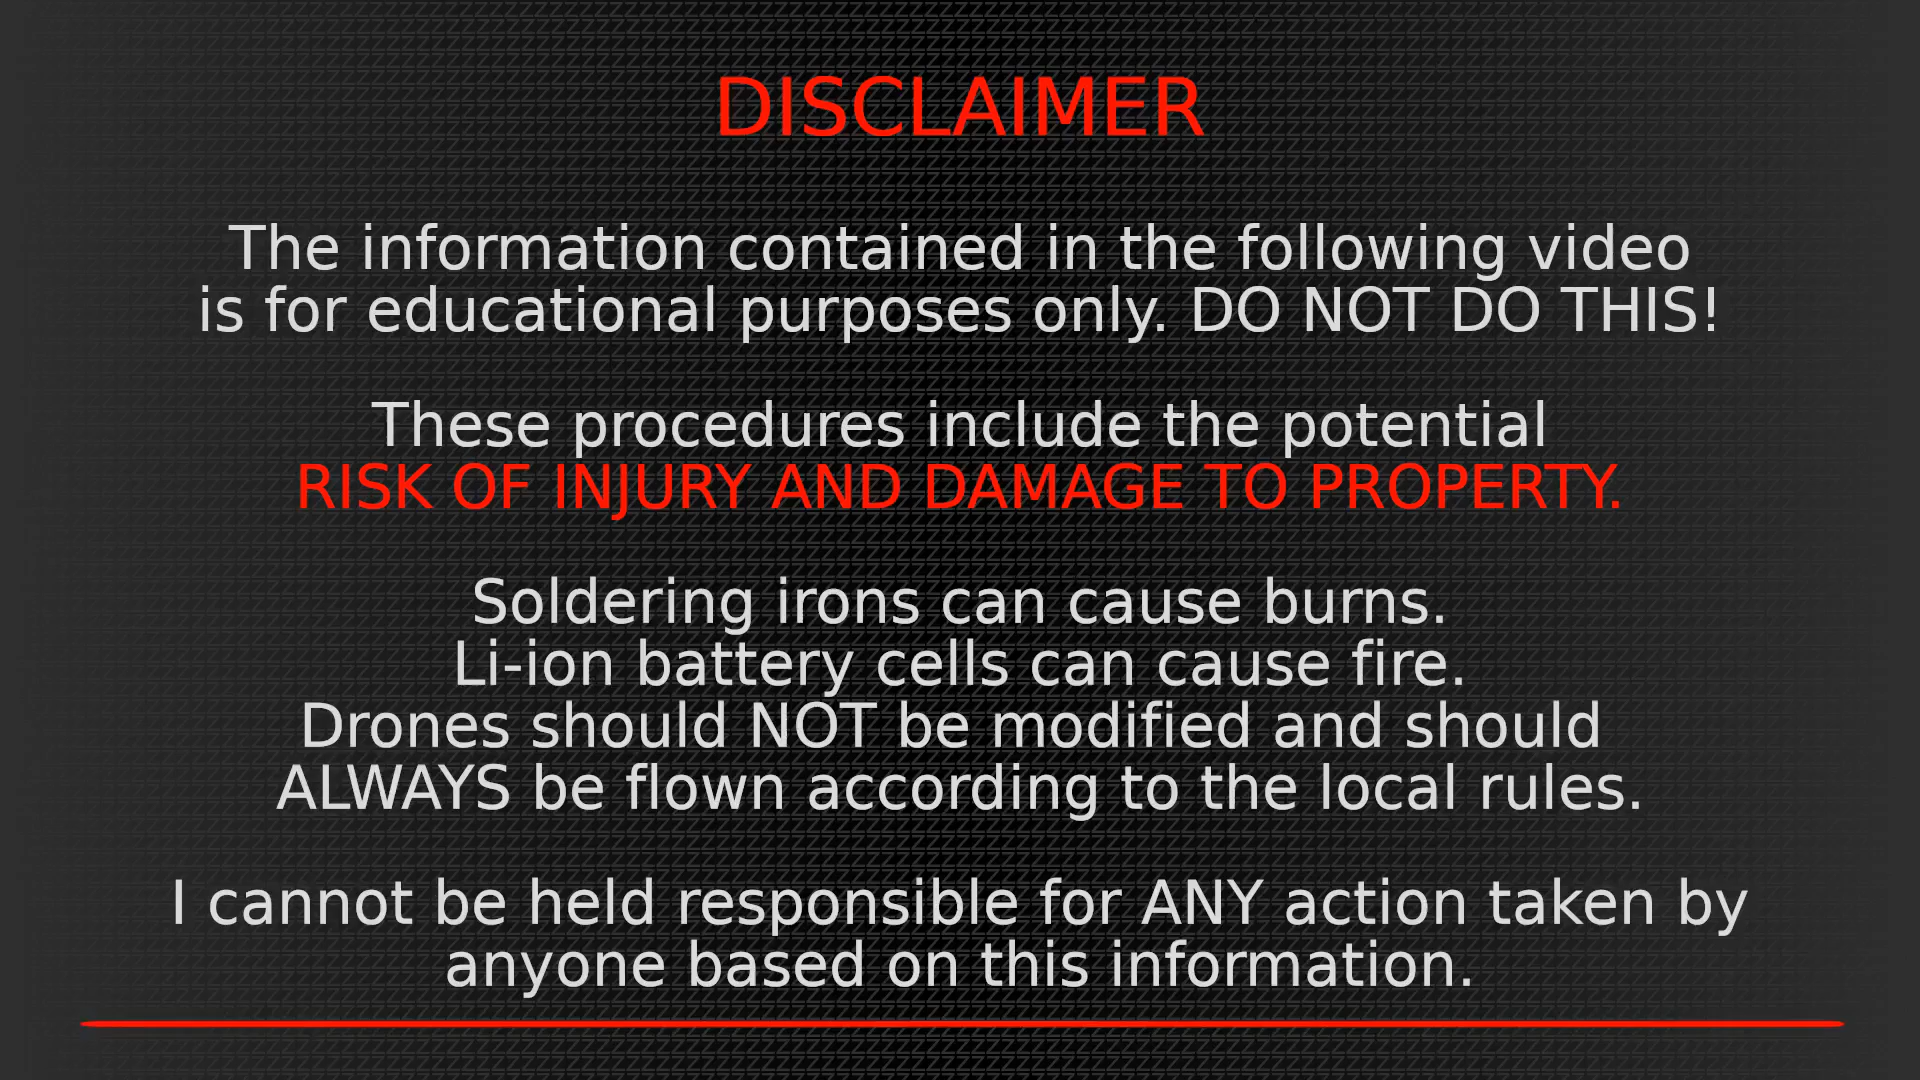 DISCLAIMER
The information contained in the following video
is for educational purposes only. DO NOT DO THIS!
These procedures include the potential
RISK OF INJURY AND DAMAGE TO PROPERTY.
Soldering irons can cause burns.
Li-ion battery cells can cause fire.
Drones should NOT be modified and should
ALWAYS be flown according to the local rules.
I cannot be held responsible for ANY action taken by
anyone based on this information.